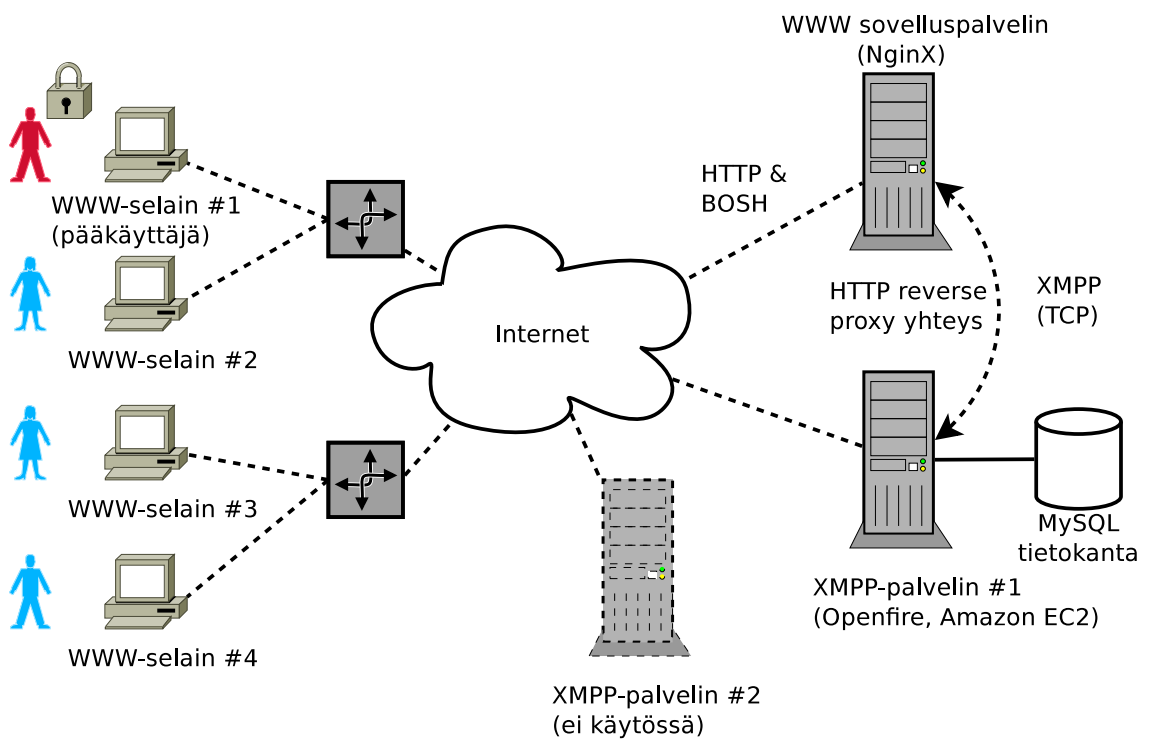 WWW sovelluspalvelin
(NginX)
WWW-selain #1
(pääkäyttäjä)
HTTP &
BOSH
WWW-selain #2
Internet
HTTP reverse
proxy yhteys
XMPP
(TCP)
WWW-selain #3
MySQL
tietokanta
XMPP-palvelin #1
(Openfire, Amazon EC2)
WWW-selain #4
XMPP-palvelin #2
(ei käytössä)